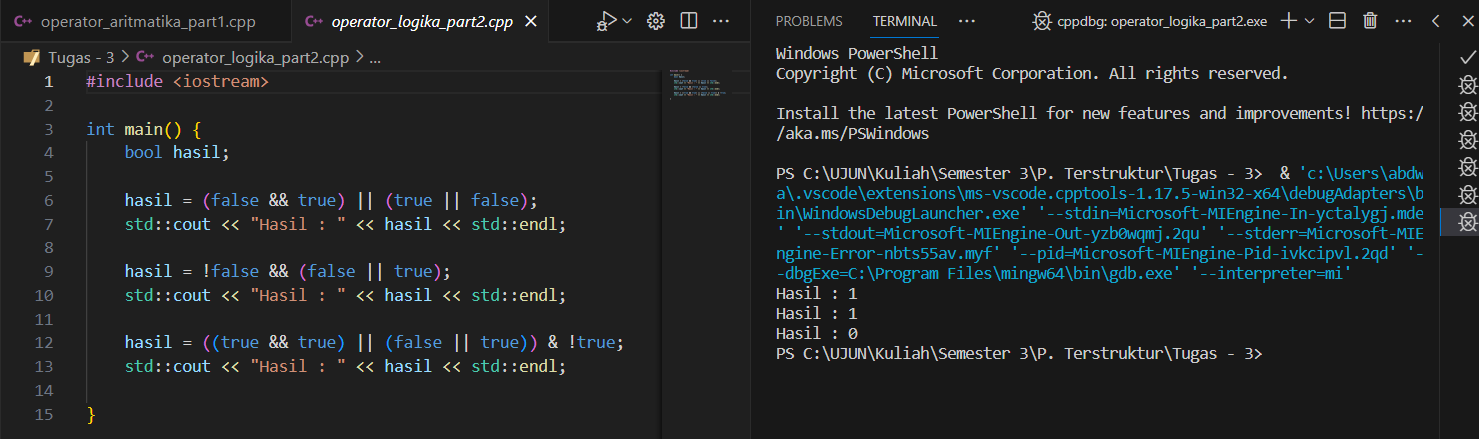 operator_aritmatika_part1.cpp
operator_logika_part2.cpp
Tugas - 3 > operator_logika_part2.cpp > ...
1 #include <iostream>
2
3 int main() {
4 bool hasil;
5
6 hasil = (false && true) || (true || false);
7 std::cout << "Hasil : " << hasil << std::endl;
8
9 hasil = !false && (false || true);
10 std::cout << "Hasil : " << hasil << std::endl;
11
12 hasil = ((true && true) || (false || true)) & !true;
13 std::cout << "Hasil : " << hasil << std::endl;
14
15 }
PROBLEMS TERMINAL ... cppdbg: operator_logika_part2.exe
Windows PowerShell
Copyright (C) Microsoft Corporation. All rights reserved.
Install the latest PowerShell for new features and improvements! https:/
/aka.ms/PSWindows
PS C:\UJUN\Kuliah\Semester 3\P. Terstruktur\Tugas - 3> & 'c:\Users\abdw
a\.vscode\extensions\ms-vscode.cpptools-1.17.5-win32-x64\debugAdapters\b
in\WindowsDebugLauncher.exe' '--stdin=Microsoft-MIEngine-In-yctalygj.mde
' '--stdout=Microsoft-MIEngine-Out-yzb0wqmj.2qu' '--stderr=Microsoft-MIE
ngine-Error-nbts55av.myf' '--pid=Microsoft-MIEngine-Pid-ivkcipvl.2qd' '-
-dbgExe=C:\Program Files\mingw64\bin\gdb.exe' '--interpreter=mi'
Hasil : 1
Hasil : 1
Hasil : 0
PS C:\UJUN\Kuliah\Semester 3\P. Terstruktur\Tugas - 3>